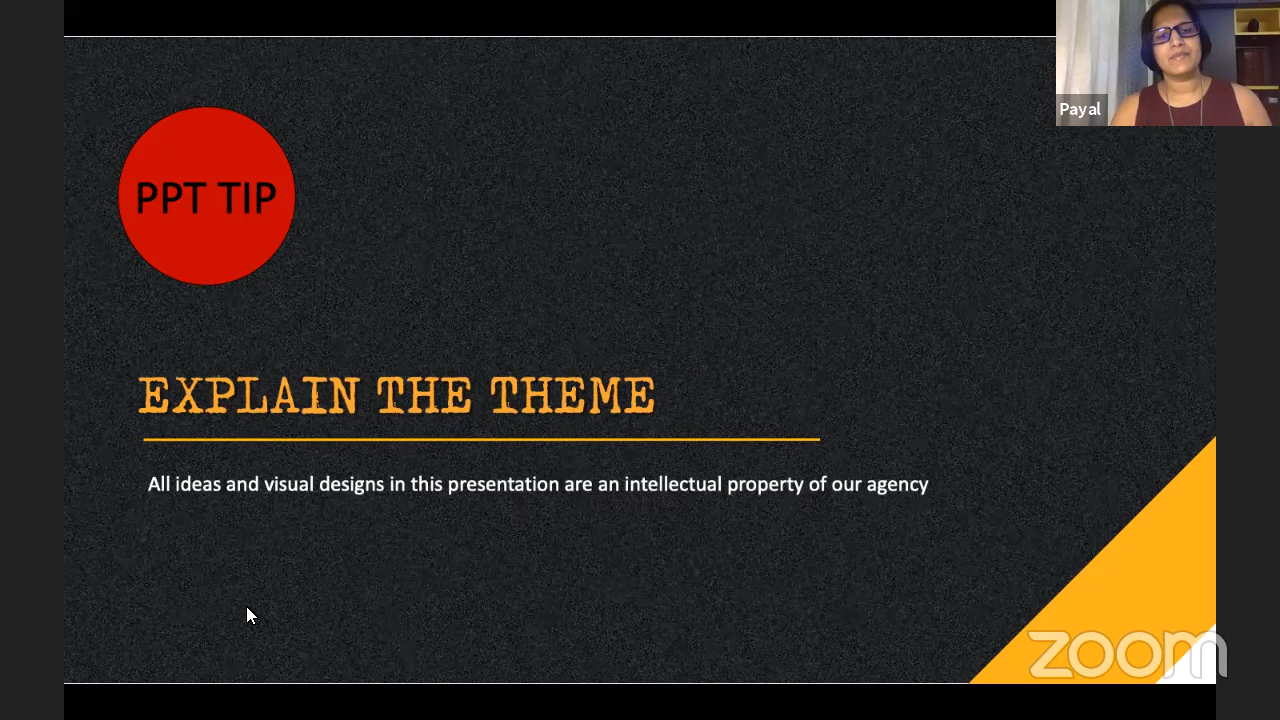 Payal
PPT TIP
EXPLAIN THE THEME
All ideas and visual designs in this presentation are an intellectual property of our agency
zoom